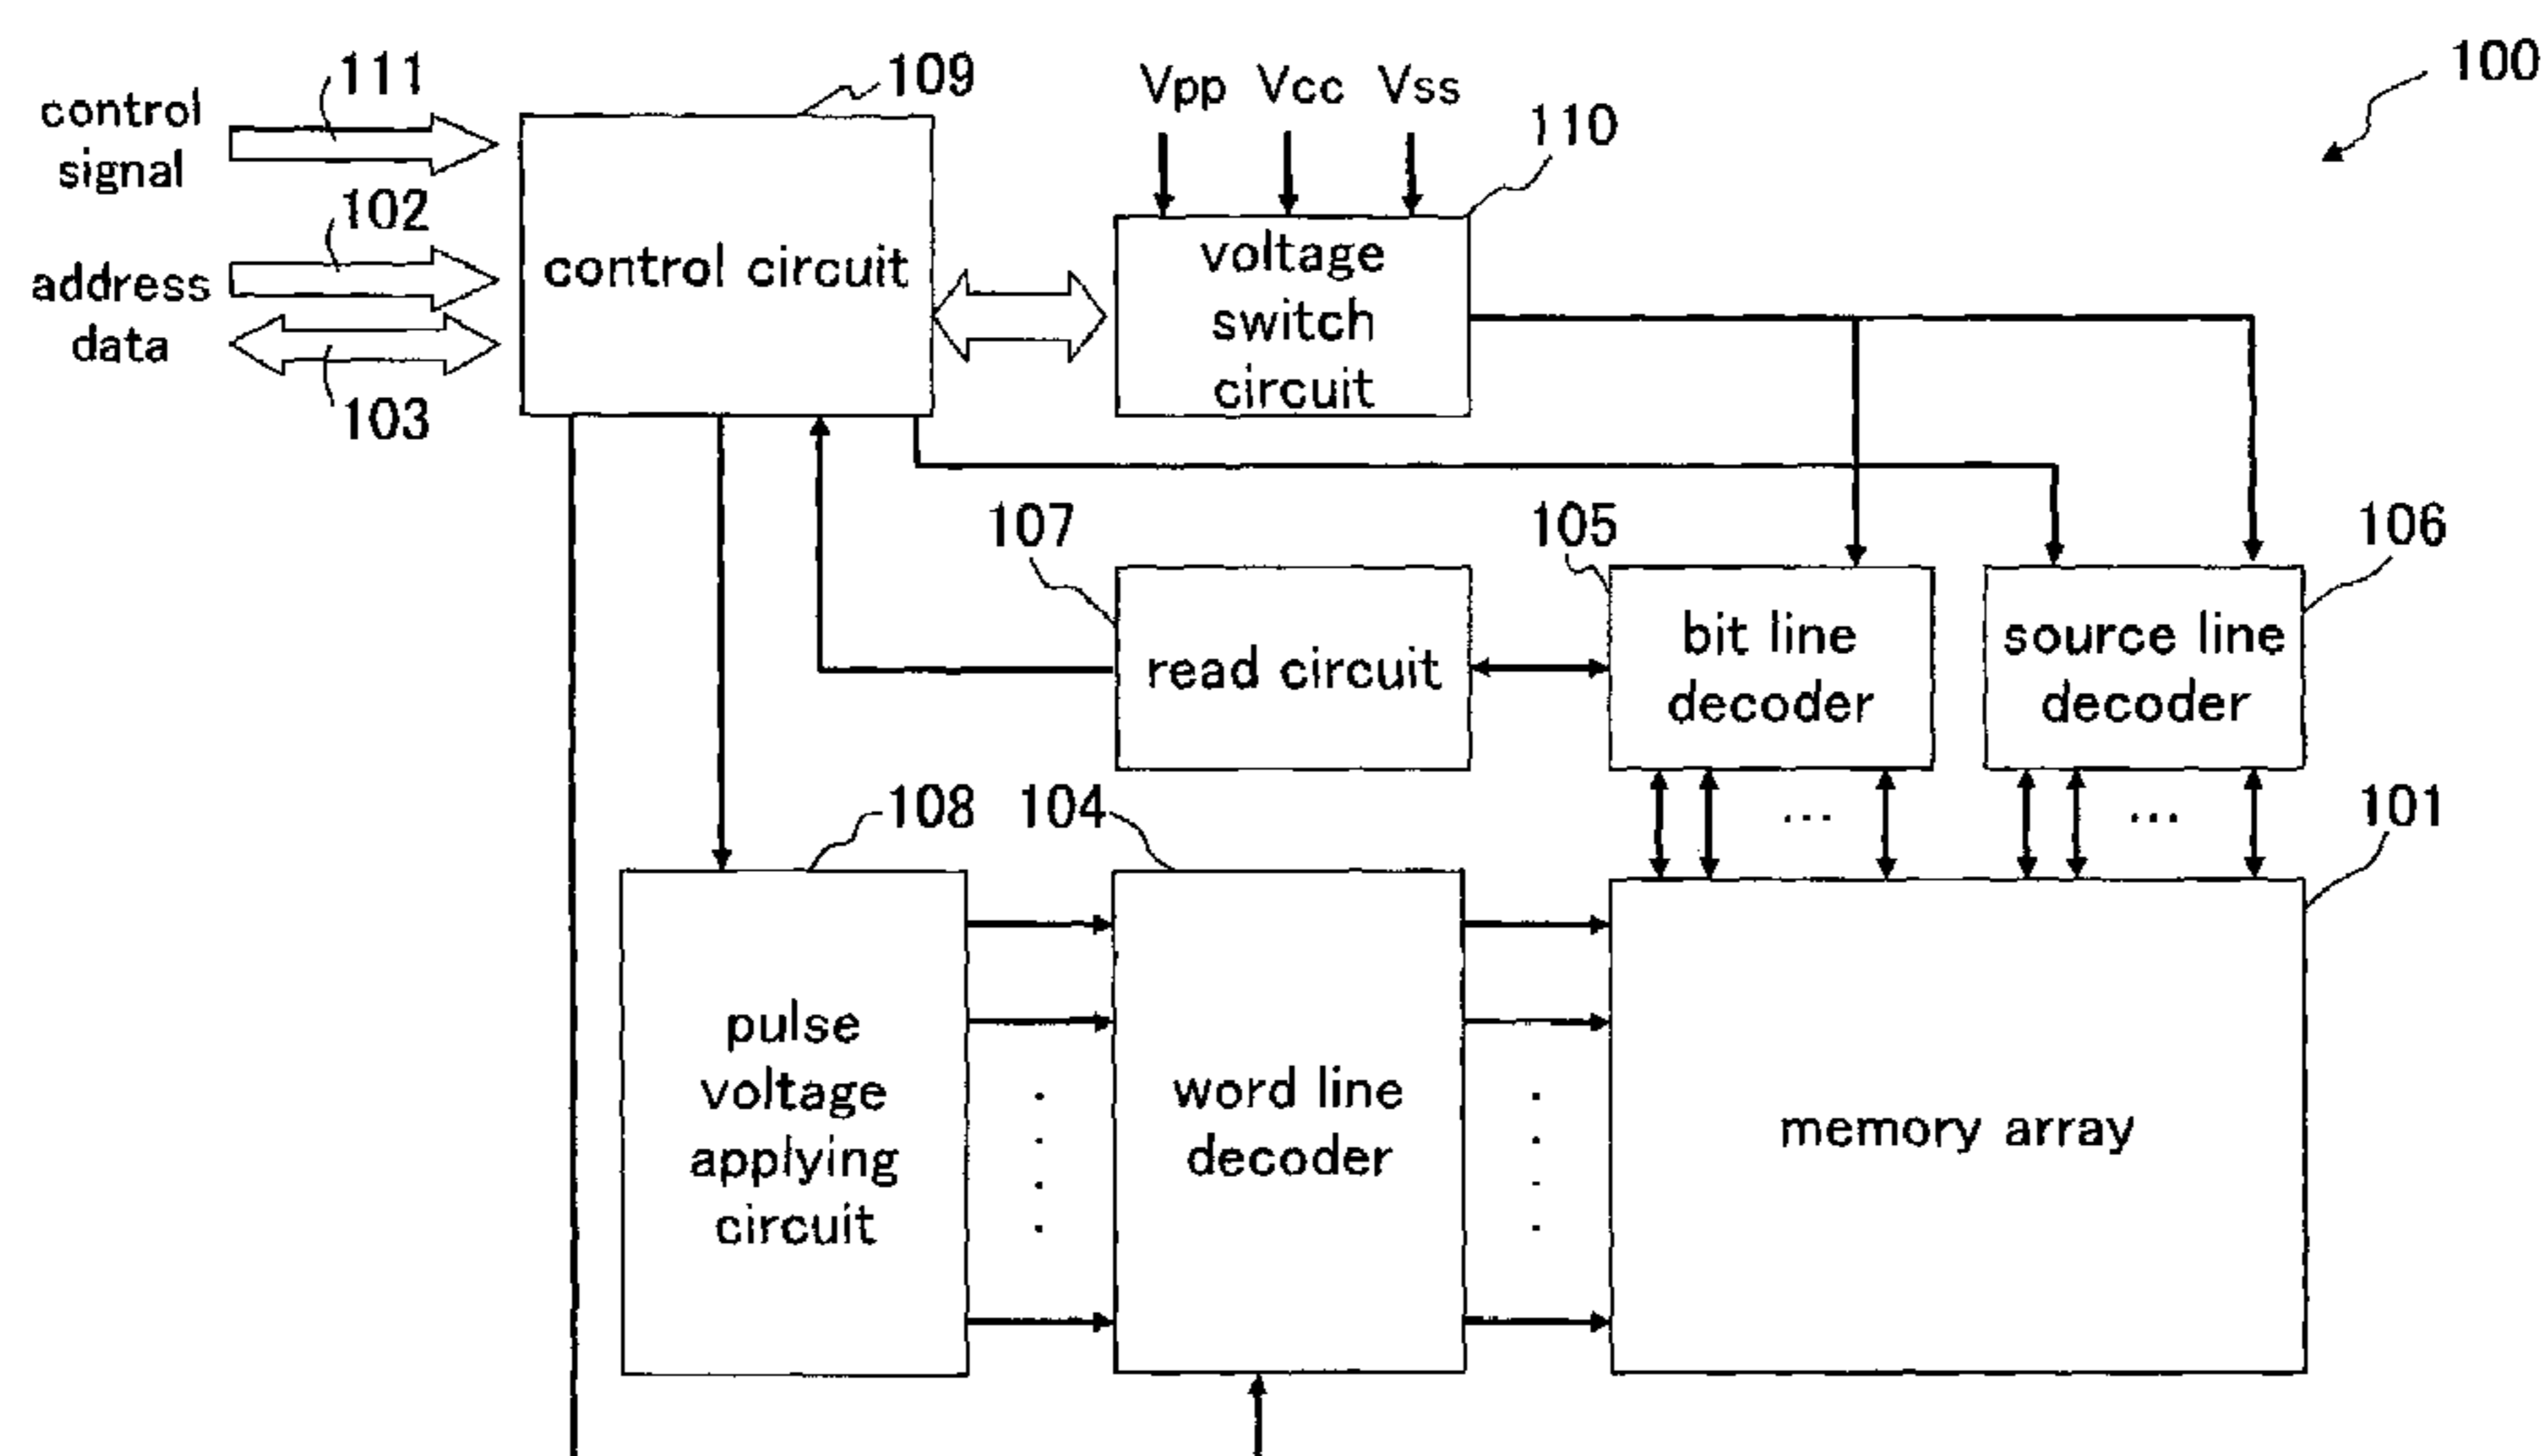 100
111
109
Vpp Vcc Vss
110
control
signal
102
address
data
103
control circuit
voltage
switch
circuit
107
105
106
read circuit
bit line
decoder
source line
decoder
108
104
...
...
101
pulse
voltage
applying
circuit
word line
decoder
memory array